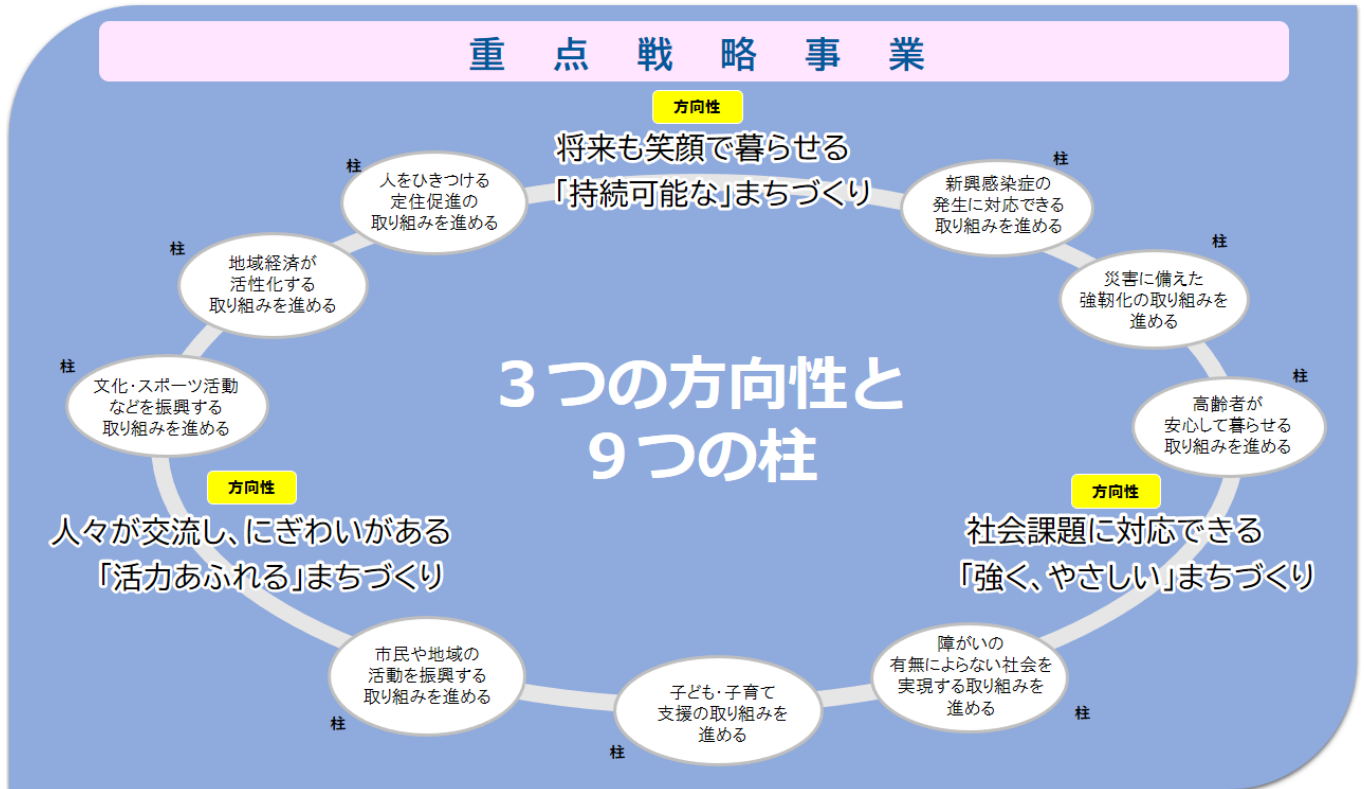 重点戦略事業
方向性
将来も笑顔で暮らせる
「持続可能な」まちづくり
柱
人をひきつける
定住促進の
取り組みを進める
柱
新興感染症の
発生に対応できる
取り組みを進める
柱
地域経済が
活性化する
取り組みを進める
柱
災害に備えた
強靭化の取り組みを
進める
柱
文化・スポーツ活動
などを振興する
取り組みを進める
3つの方向性と
9つの柱
柱
高齢者が
安心して暮らせる
取り組みを進める
方向性
人々が交流し、にぎわいがある
「活力あふれる」まちづくり
方向性
社会課題に対応できる
「強く、やさしい」まちづくり
市民や地域の
活動を振興する
取り組みを進める
柱
子ども・子育て
支援の取り組みを
進める
柱
障がいの
有無によらない社会を
実現する取り組みを
進める
柱